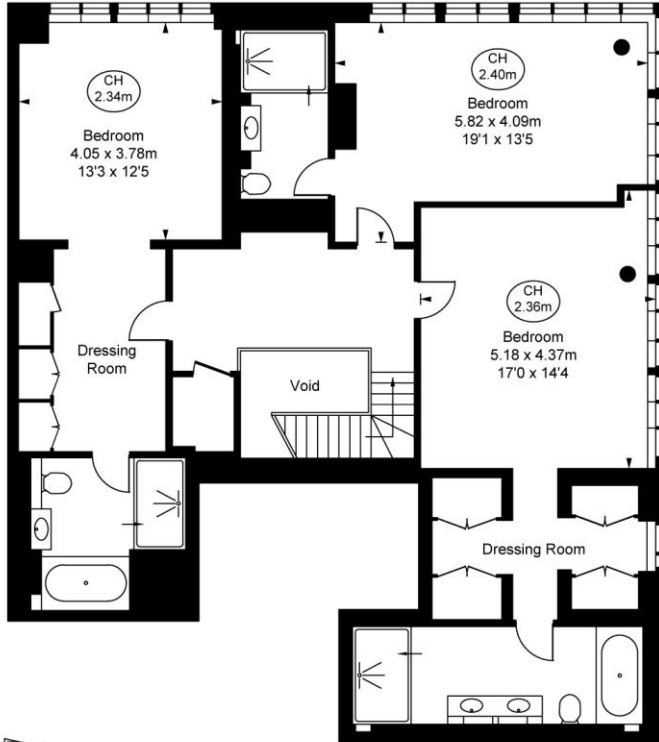 CH
2.34m
Bedroom
4.05 x 3.78m
13'3 x 12'5
CH
2.40m
Bedroom
5.82 x 4.09m
19'1 x 13'5
CH
2.36m
Bedroom
5.18 x 4.37m
17'0 x 14'4
Dressing
Room
Void
Dressing Room